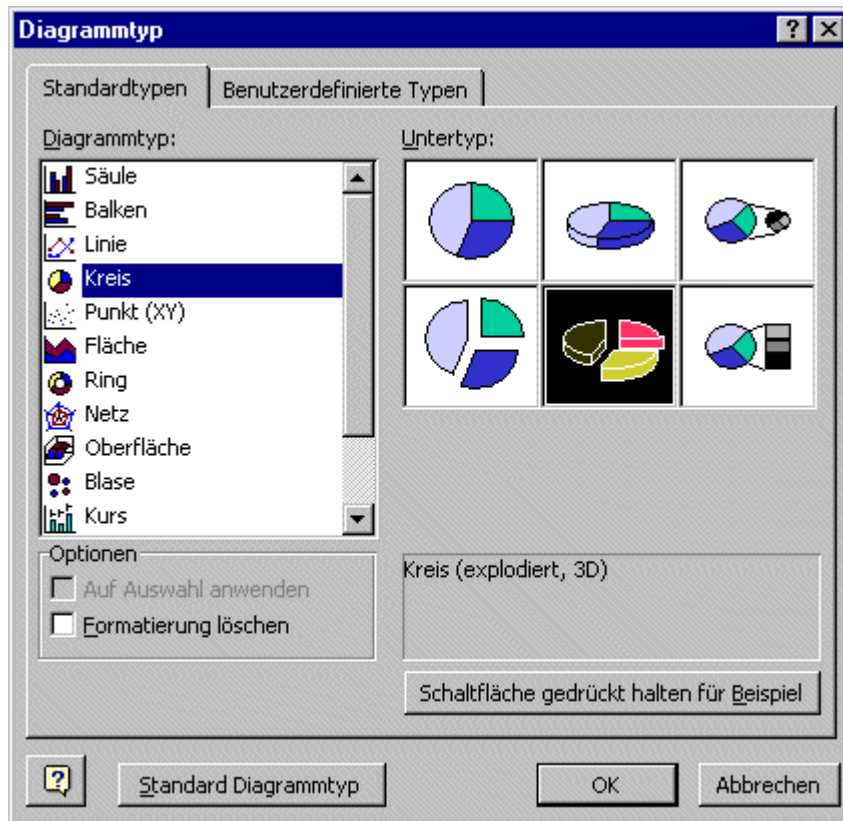 Diagrammtyp
Standardtypen
Benutzerdefinierte Typen
Diagrammtyp:
Säule
Balken
Linie
Kreis
Punkt (XY)
Fläche
Ring
Netz
Oberfläche
Blase
Kurs
Untertyp:
Optionen
Auf Auswahl anwenden
Formatierung löschen
Kreis (explodiert, 3D)
Schaltfläche gedrückt halten für Beispiel
Standard Diagrammtyp
OK
Abbrechen